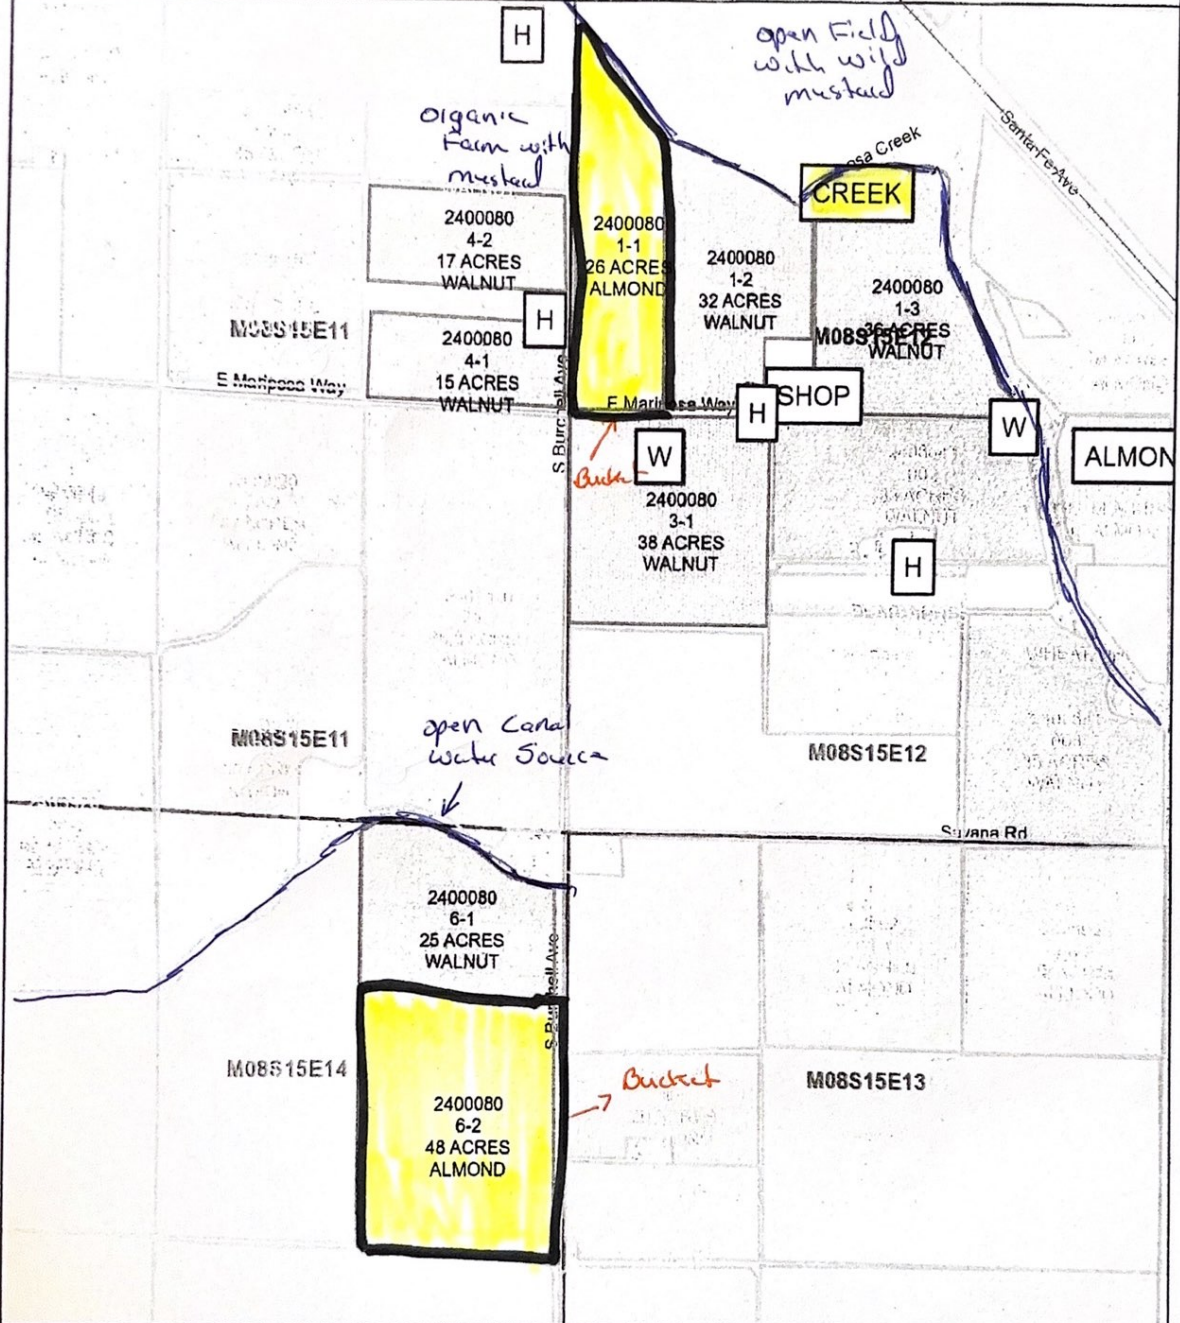 H
open Field
with wild
mustard
Organic
Farm with
mustard
Santa Fe Ave
osa Creek
CREEK
2400080
4-2
17 ACRES
WALNUT
2400080
1-1
26 ACRES
ALMOND
2400080
1-2
32 ACRES
WALNUT
2400080
1-3
36 ACRES
WALNUT
M08S15E12
H
M08S15E11
2400080
4-1
15 ACRES
WALNUT
E Mariposa Way
S Burchell Ave
E Mariposa Way
H
SHOP
W
W
ALMON
Bucket
2400080
3-1
38 ACRES
WALNUT
H
open Canal
water Source
M08S15E11
M08S15E12
Savana Rd
2400080
6-1
25 ACRES
WALNUT
S Burchell Ave
M08S15E14
Bucket
M08S15E13
2400080
6-2
48 ACRES
ALMOND